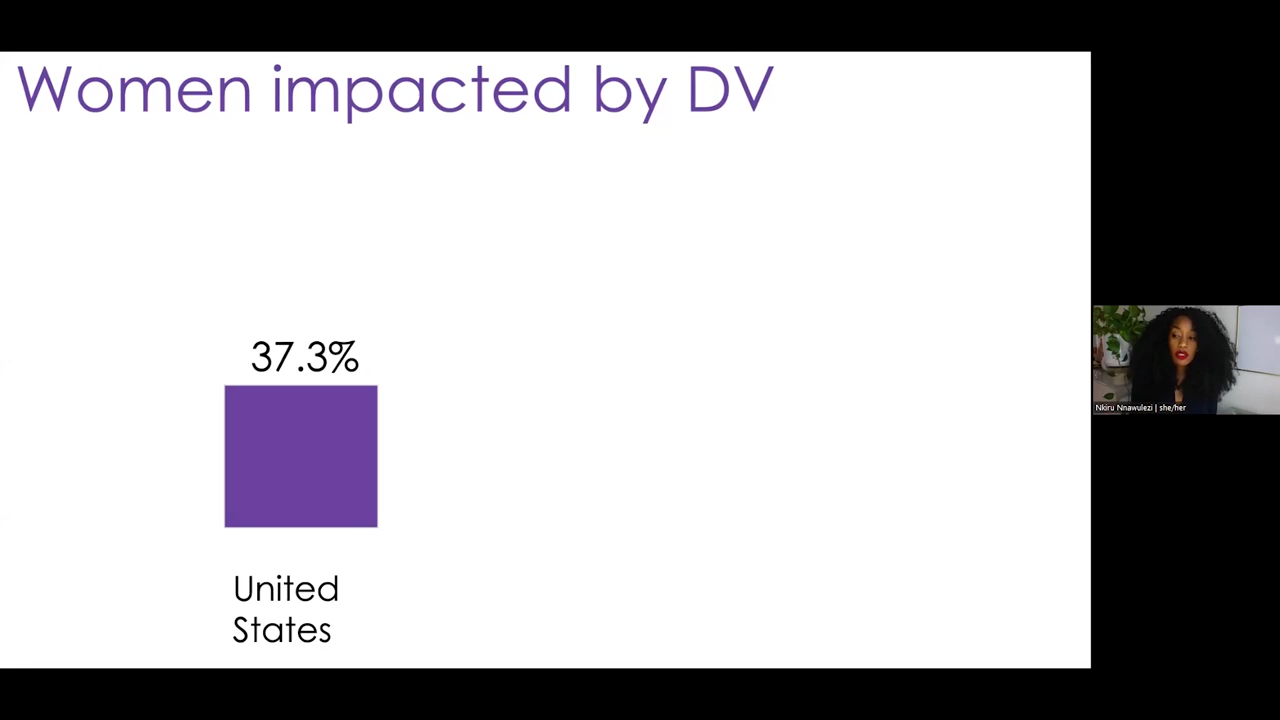 Women impacted by DV
37.3%
United
States
Nkiru Nnawulezi | she/her